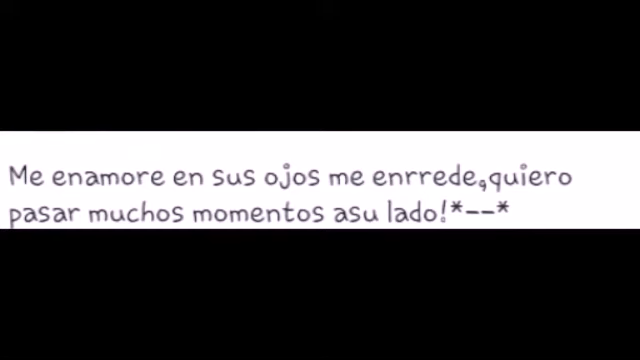 Me enamore en sus ojos me enrrede,quiero
pasar muchos momentos asu lado!*--*